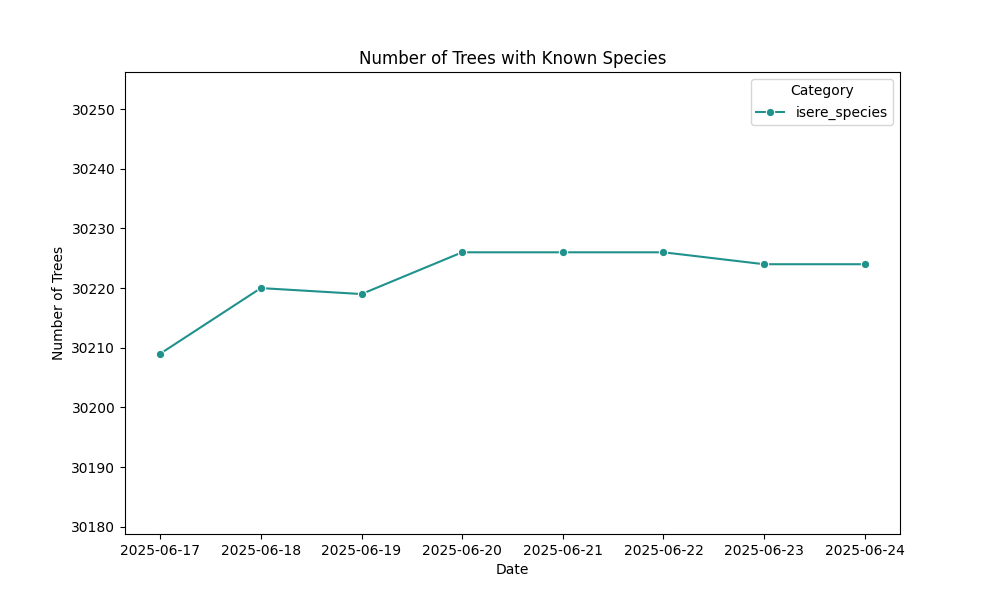 Number of Trees with Known Species
Category
isere_species
Number of Trees
30250
30240
30230
30220
30210
30200
30190
30180
2025-06-17 2025-06-18 2025-06-19 2025-06-20 2025-06-21 2025-06-22 2025-06-23 2025-06-24
Date